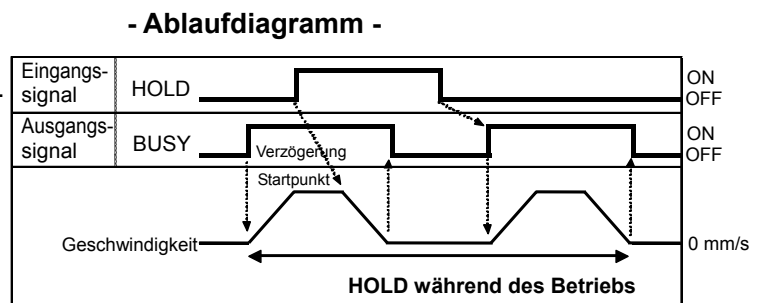 - Ablaufdiagramm -
Eingangs-
signal
HOLD
ON
OFF
Ausgangs-
signal
BUSY
ON
OFF
Verzögerung
Startpunkt
Geschwindigkeit
0 mm/s
HOLD während des Betriebs